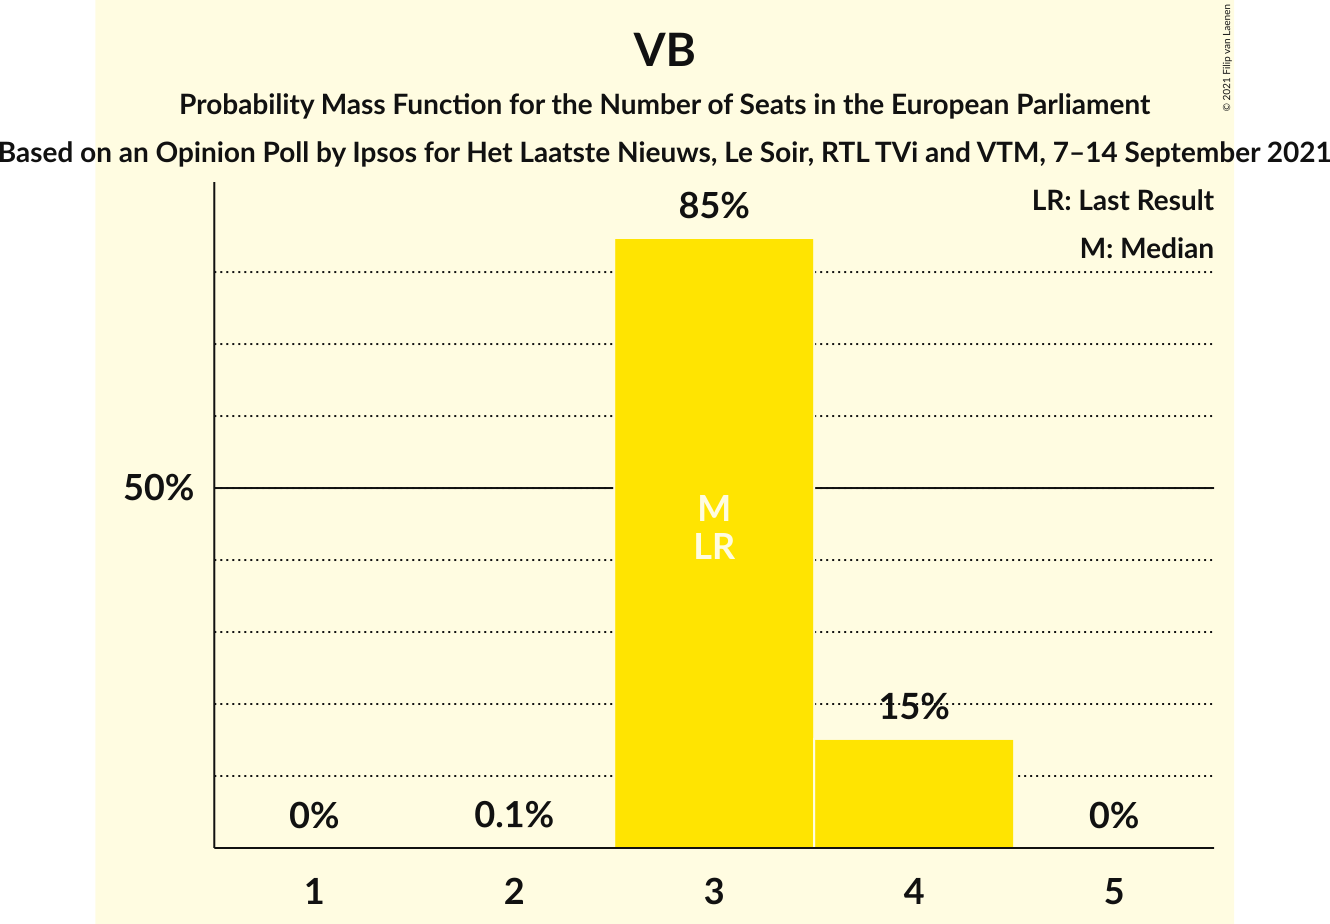 VB
Probability Mass Function for the Number of Seats in the European Parliament
Based on an Opinion Poll by Ipsos for Het Laatste Nieuws, Le Soir, RTL TVi and VTM, 7–14 September 2021
© 2021 Filip van Laenen
LR: Last Result
M: Median
85%
50%
M
LR
15%
0%
0.1%
0%
1
2
3
4
5